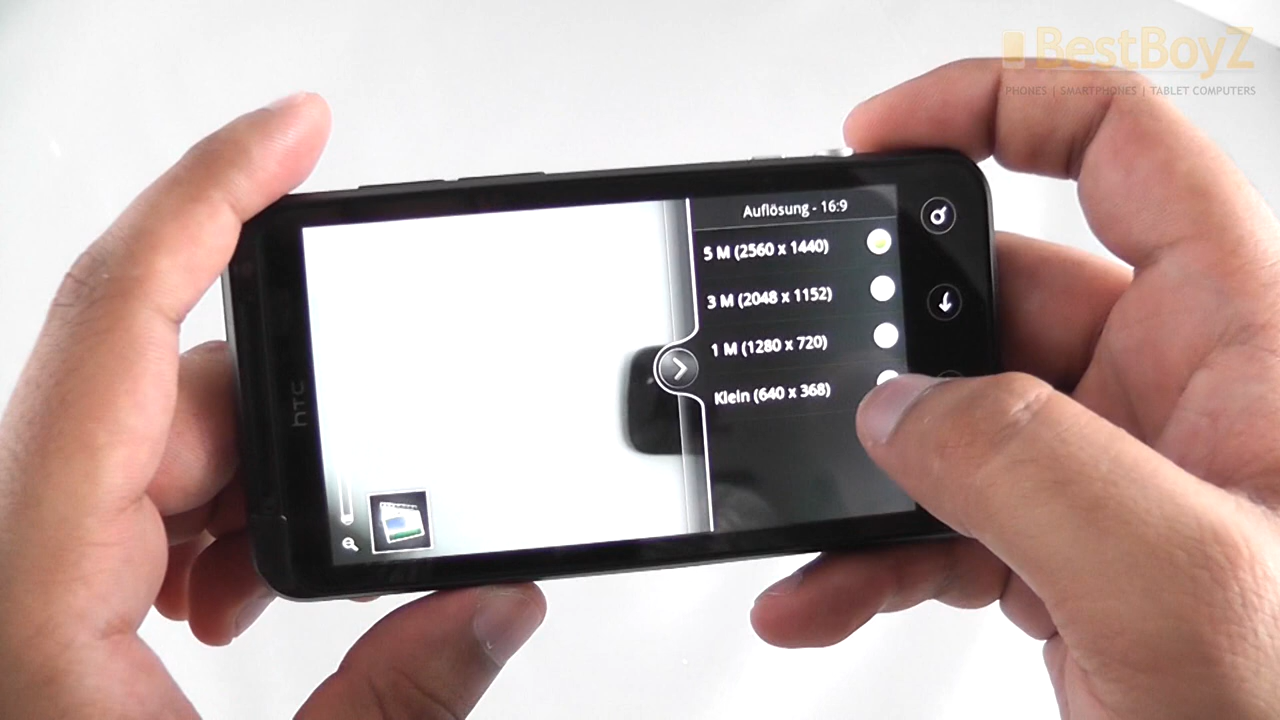 BestBoyZ
PHONES | SMARTPHONES | TABLET COMPUTERS
Auflösung - 16:9
5 M (2560 x 1440)
3 M (2048 x 1152)
1 M (1280 x 720)
Klein (640 x 368)
hTC